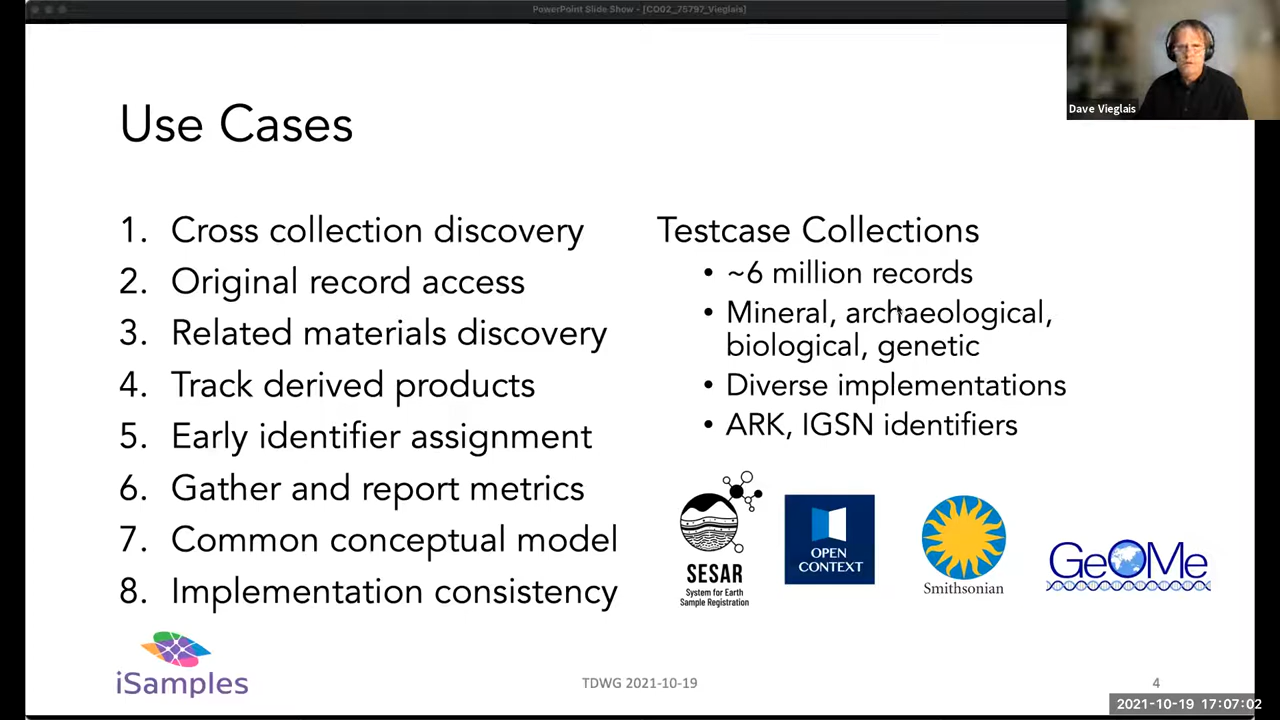 PowerPoint Slide Show - [CO02_75797_Vieglais]
Dave Vieglais
Use Cases
1. Cross collection discovery
2. Original record access
3. Related materials discovery
4. Track derived products
5. Early identifier assignment
6. Gather and report metrics
7. Common conceptual model
8. Implementation consistency
Testcase Collections
• ~6 million records
• Mineral, archaeological,
biological, genetic
• Diverse implementations
• ARK, IGSN identifiers
SESAR
System for Earth
Sample Registration
OPEN
CONTEXT
Smithsonian
GeOMe
iSamples
TDWG 2021-10-19
4
2021-10-19 17:07:02